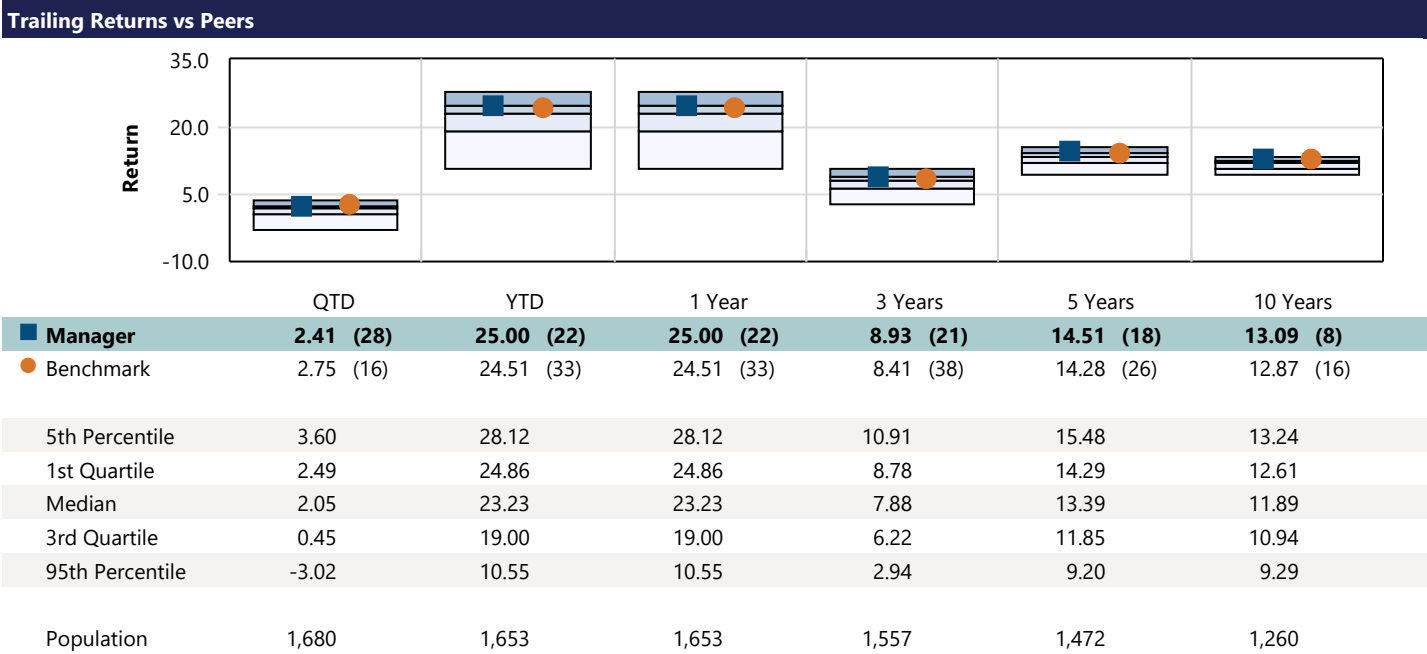 Trailing Returns vs Peers
35.0
20.0
5.0
-10.0
Return
QTD YTD 1 Year 3 Years 5 Years 10 Years
Manager 2.41 (28) 25.00 (22) 25.00 (22) 8.93 (21) 14.51 (18) 13.09 (8)
Benchmark 2.75 (16) 24.51 (33) 24.51 (33) 8.41 (38) 14.28 (26) 12.87 (16)
5th Percentile 3.60 28.12 28.12 10.91 15.48 13.24
1st Quartile 2.49 24.86 24.86 8.78 14.29 12.61
Median 2.05 23.23 23.23 7.88 13.39 11.89
3rd Quartile 0.45 19.00 19.00 6.22 11.85 10.94
95th Percentile -3.02 10.55 10.55 2.94 9.20 9.29
Population 1,680 1,653 1,653 1,557 1,472 1,260